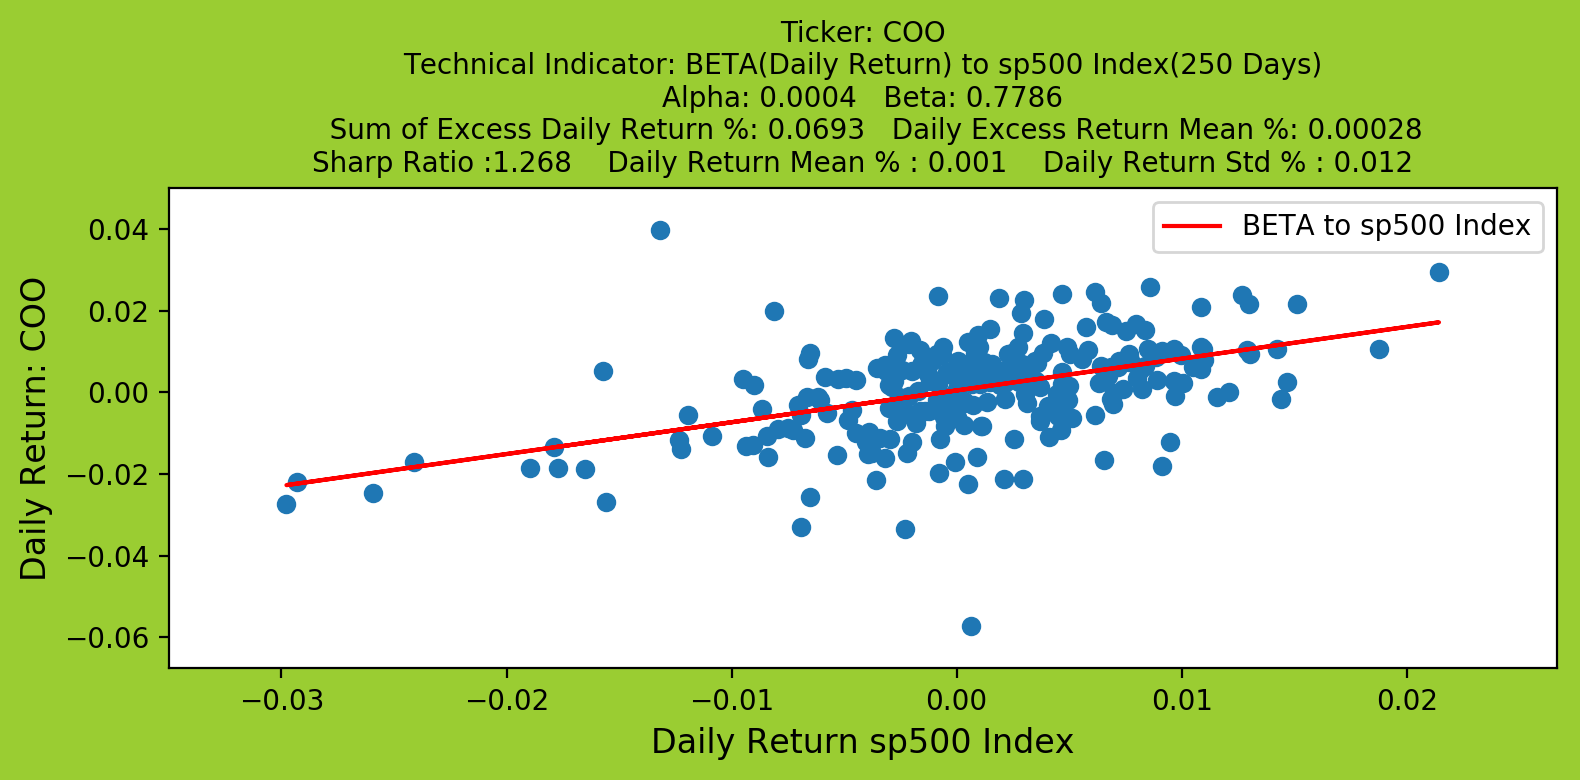 Ticker: COO
Technical Indicator: BETA(Daily Return) to sp500 Index(250 Days)
Alpha: 0.0004   Beta: 0.7786
Sum of Excess Daily Return %: 0.0693   Daily Excess Return Mean %: 0.00028
Sharp Ratio :1.268    Daily Return Mean % : 0.001    Daily Return Std % : 0.012
BETA to sp500 Index
Daily Return: COO
0.04
0.02
0.00
−0.02
−0.04
−0.06
−0.03
−0.02
−0.01
0.00
0.01
0.02
Daily Return sp500 Index